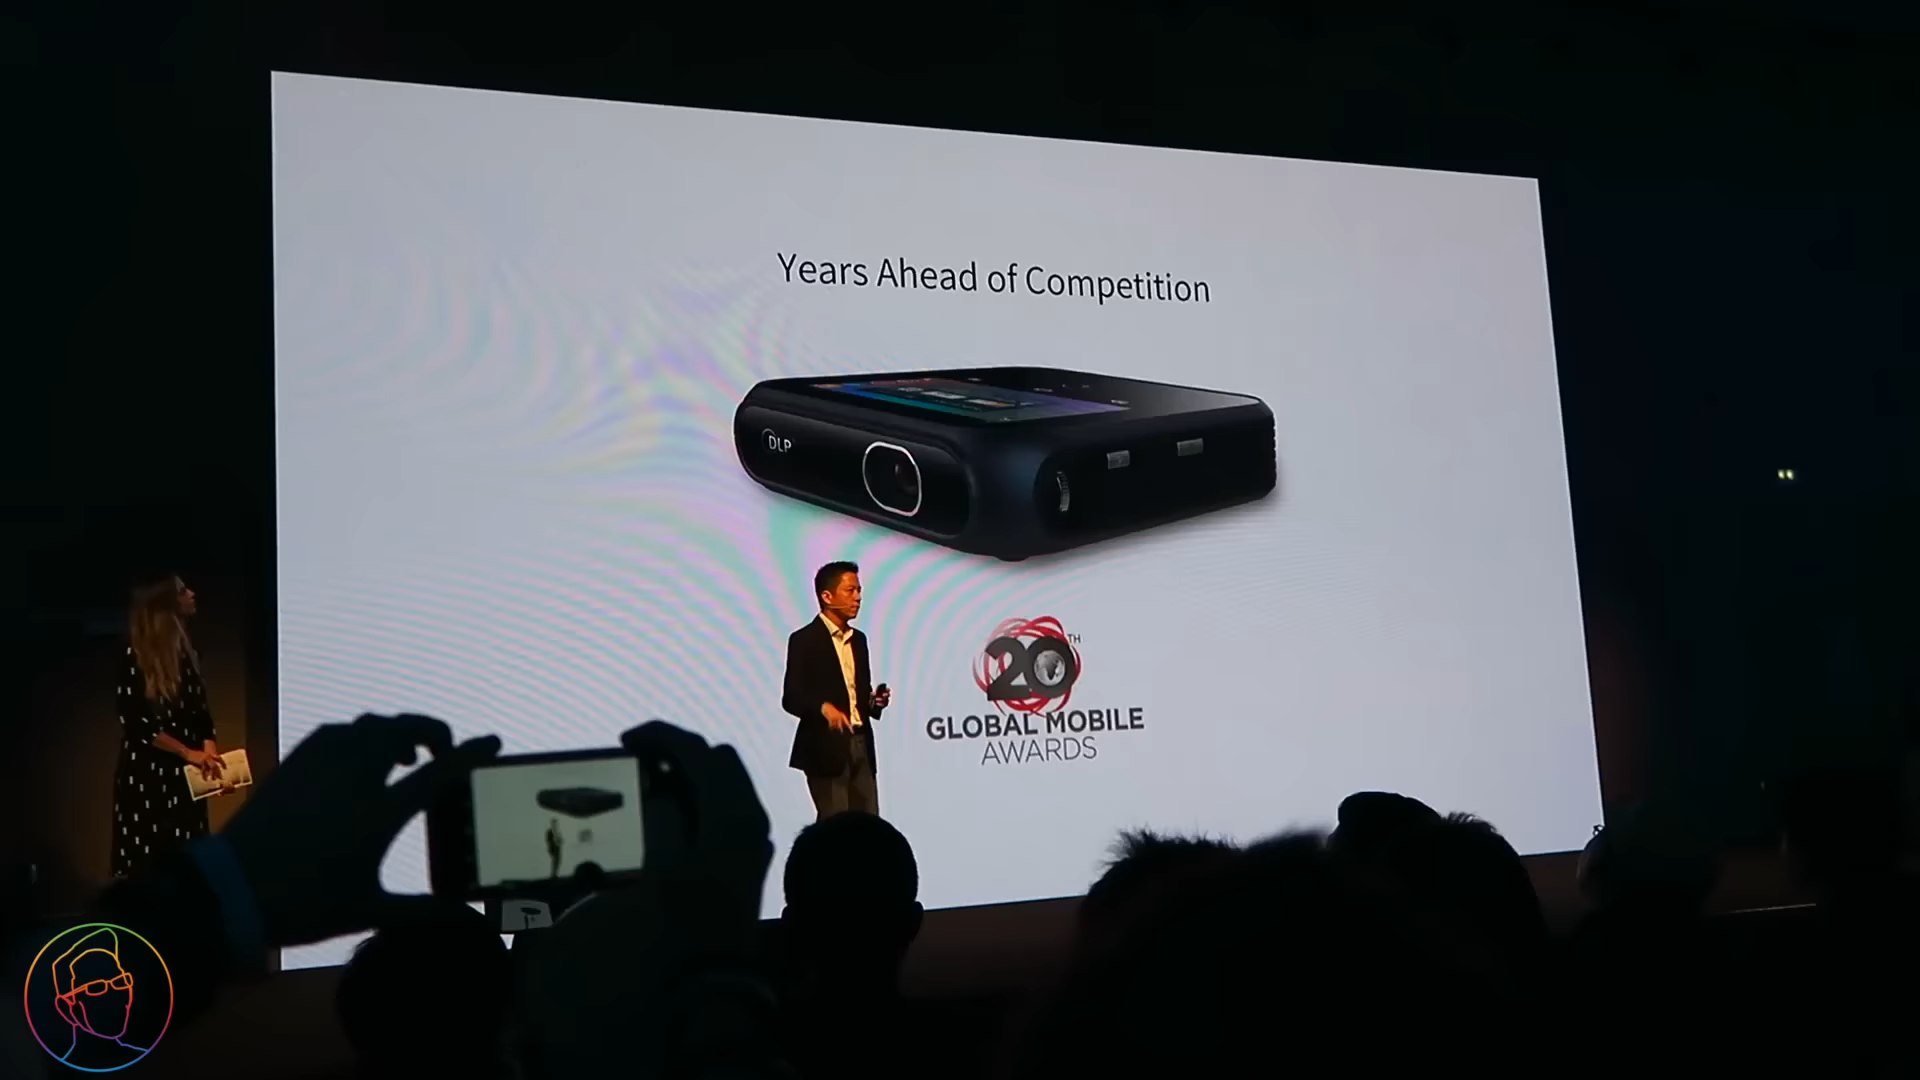 Years Ahead of Competition
DLP
20TH
GLOBAL MOBILE
AWARDS